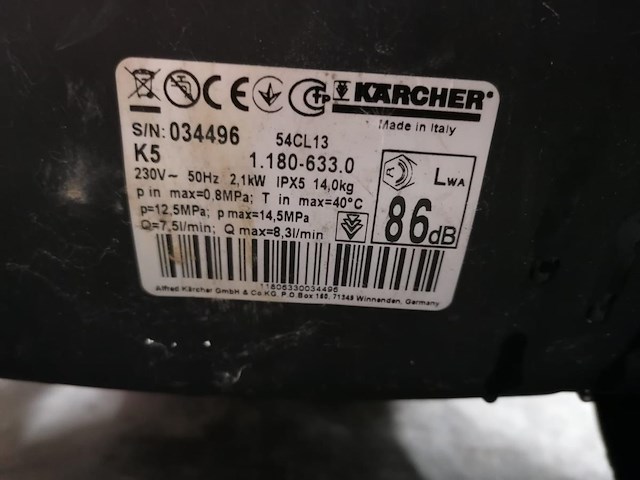 KÄRCHER
Made in Italy
S/N: 034496 54CL13
K5 1.180-633.0
230V~ 50Hz 2,1kW IPX5 14,0kg
p in max=0,8MPa; T in max=40°C
p=12,5MPa; p max=14,5MPa
Q=7,5l/min; Q max=8,3l/min
LWA
86dB
11806330034496
Alfred Kärcher GmbH & Co KG. P.O.Box 160, 71349 Winnenden, Germany